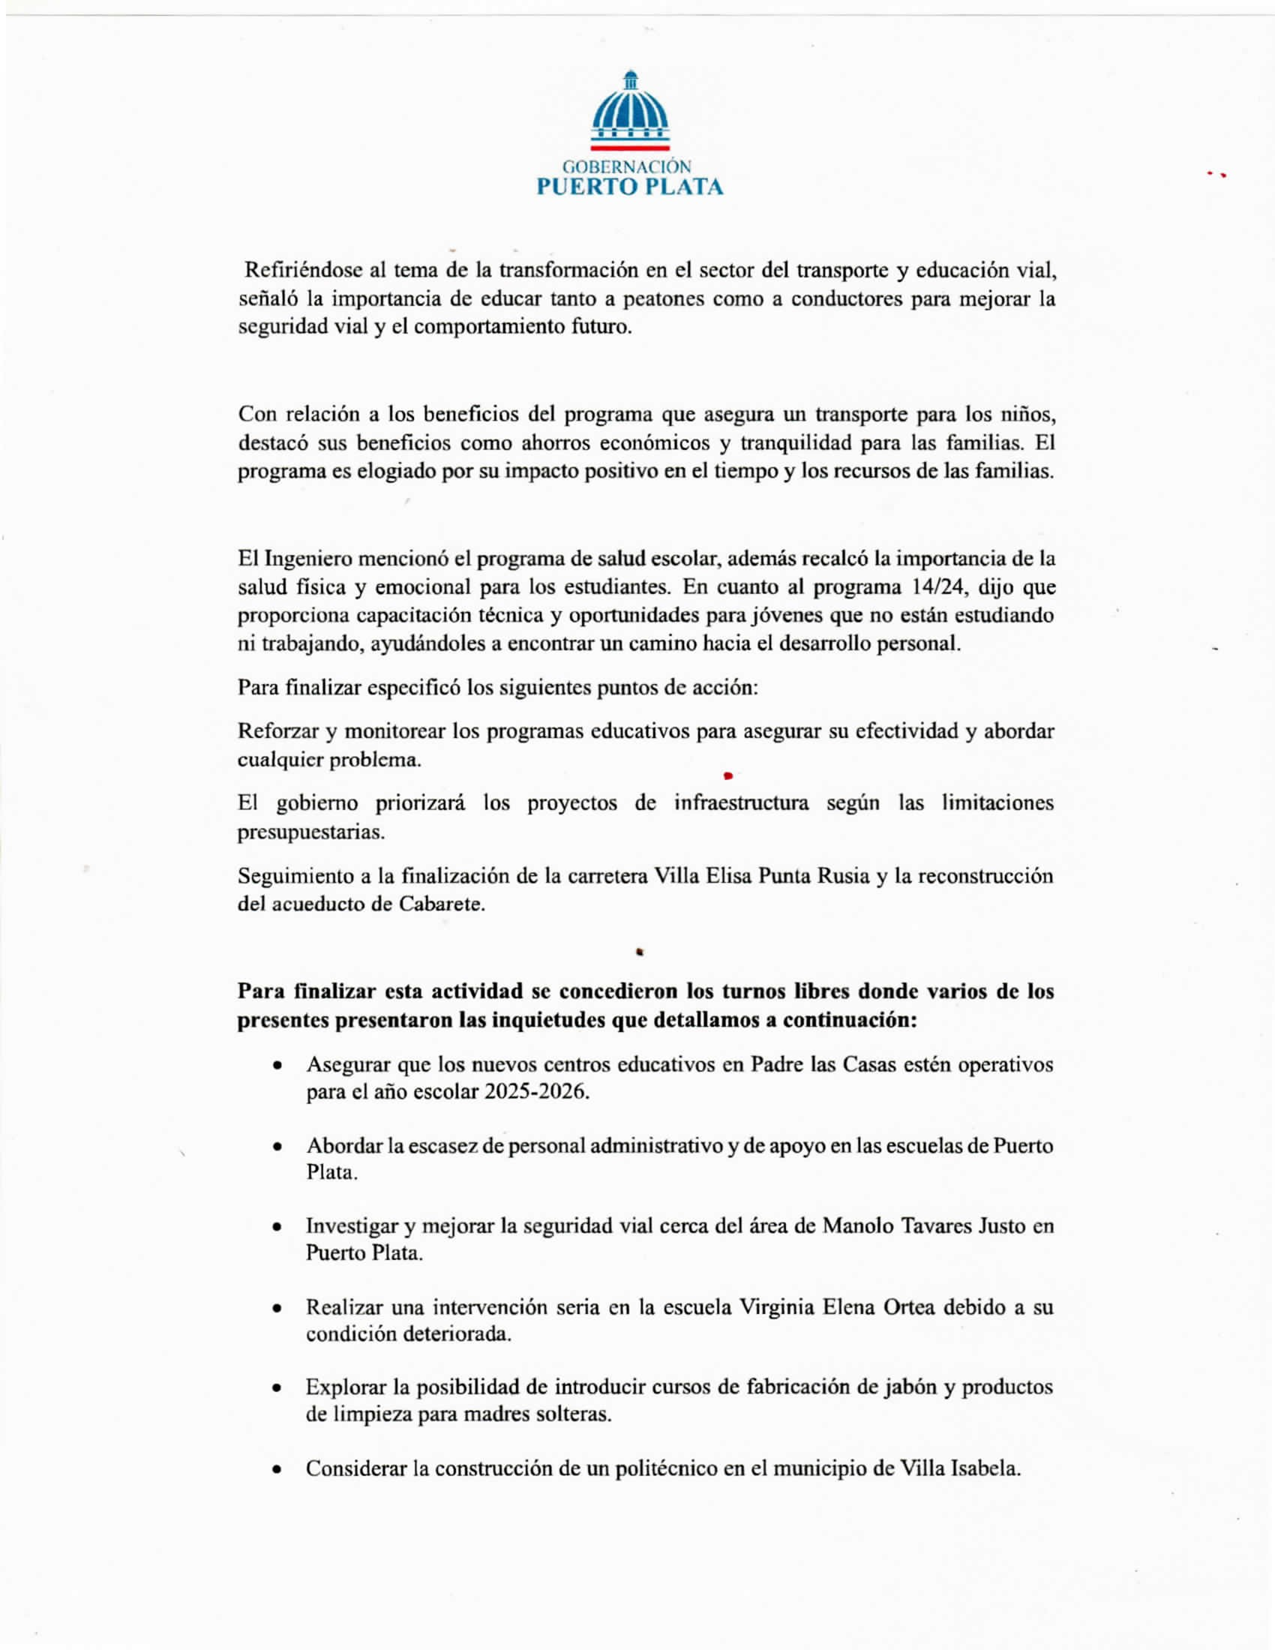 GOBERNACIÓN
PUERTO PLATA
Refiriéndose al tema de la transformación en el sector del transporte y educación vial,
señaló la importancia de educar tanto a peatones como a conductores para mejorar la
seguridad vial y el comportamiento futuro.
Con relación a los beneficios del programa que asegura un transporte para los niños,
destacó sus beneficios como ahorros económicos y tranquilidad para las familias. El
programa es elogiado por su impacto positivo en el tiempo y los recursos de las familias.
El Ingeniero mencionó el programa de salud escolar, además recalcó la importancia de la
salud física y emocional para los estudiantes. En cuanto al programa 14/24, dijo que
proporciona capacitación técnica y oportunidades para jóvenes que no están estudiando
ni trabajando, ayudándoles a encontrar un camino hacia el desarrollo personal.
Para finalizar especificó los siguientes puntos de acción:
Reforzar y monitorear los programas educativos para asegurar su efectividad y abordar
cualquier problema.
El gobierno priorizará los proyectos de infraestructura según las limitaciones
presupuestarias.
Seguimiento a la finalización de la carretera Villa Elisa Punta Rusia y la reconstrucción
del acueducto de Cabarete.
Para finalizar esta actividad se concedieron los turnos libres donde varios de los
presentes presentaron las inquietudes que detallamos a continuación:
• Asegurar que los nuevos centros educativos en Padre las Casas estén operativos
para el año escolar 2025-2026.
• Abordar la escasez de personal administrativo y de apoyo en las escuelas de Puerto
Plata.
• Investigar y mejorar la seguridad vial cerca del área de Manolo Tavares Justo en
Puerto Plata.
• Realizar una intervención seria en la escuela Virginia Elena Ortea debido a su
condición deteriorada.
• Explorar la posibilidad de introducir cursos de fabricación de jabón y productos
de limpieza para madres solteras.
• Considerar la construcción de un politécnico en el municipio de Villa Isabela.